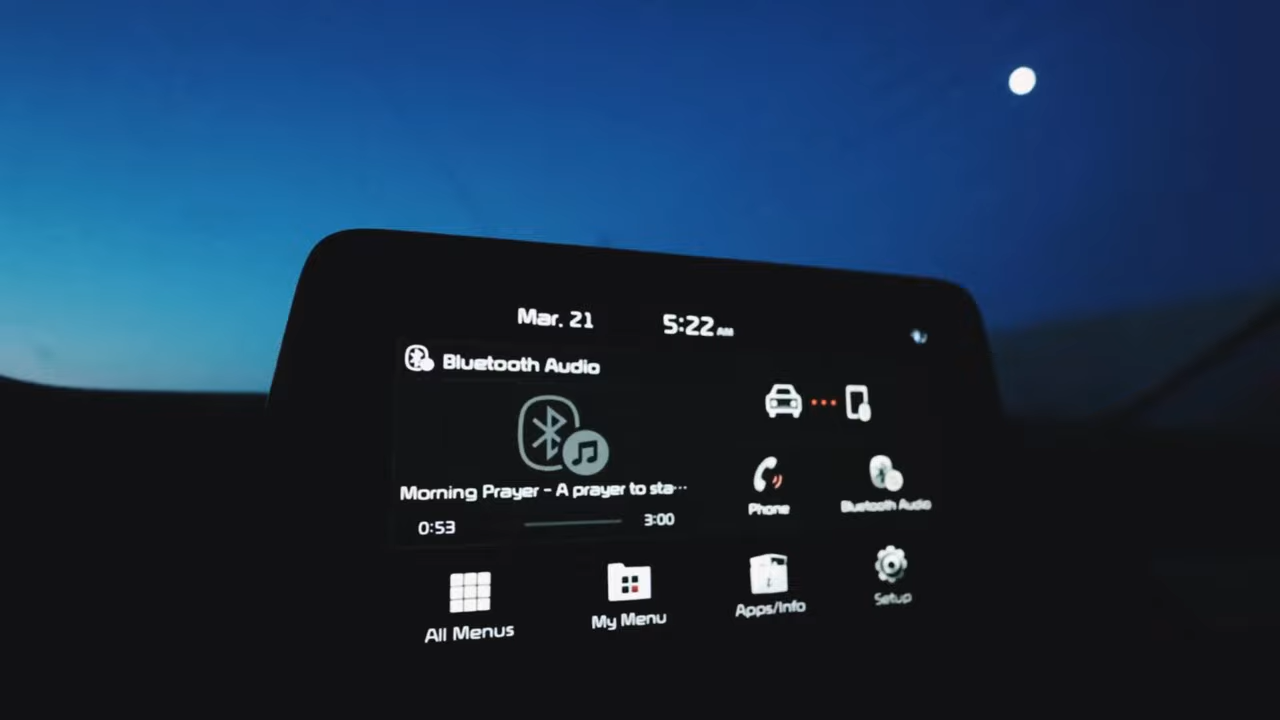 Mar. 21 5:22 AM
Bluetooth Audio
Morning Prayer - A prayer to sta...
0:53 3:00
Phone Bluetooth Audio
All Menus My Menu Apps/Info Setup